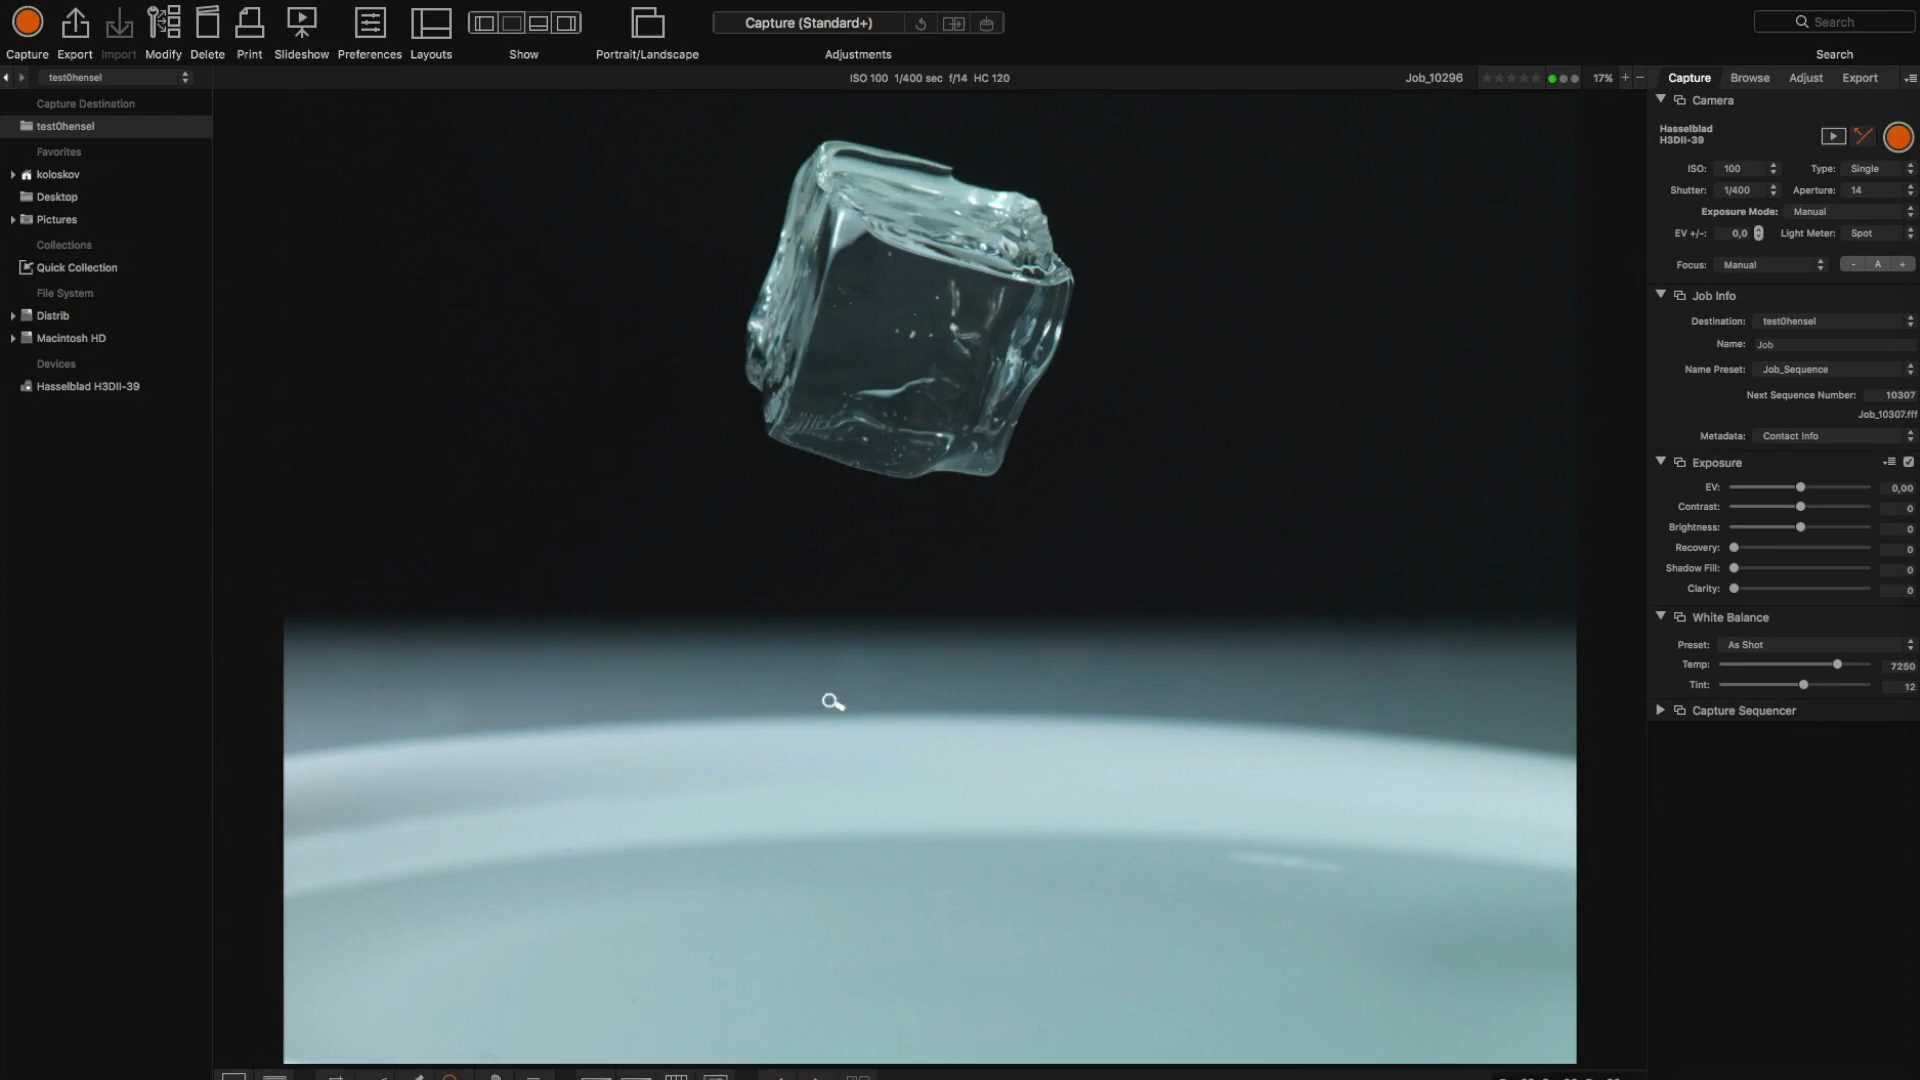 Capture Export Import Modify Delete Print Slideshow Preferences Layouts Show Portrait/Landscape
Capture (Standard+)
Adjustments
Search
Search
test0hensel
ISO 100 1/400 sec f/14 HC 120
Job_10296
17% + −
Capture Browse Adjust Export
Capture Destination
test0hensel
Favorites
koloskov
Desktop
Pictures
Collections
Quick Collection
File System
Distrib
Macintosh HD
Devices
Hasselblad H3DII-39
Camera
Hasselblad
H3DII-39
ISO: 100 Type: Single
Shutter: 1/400 Aperture: 14
Exposure Mode: Manual
EV +/-: 0,0 Light Meter: Spot
Focus: Manual - A +
Job Info
Destination: test0hensel
Name: Job
Name Preset: Job_Sequence
Next Sequence Number: 10307
Job_10307.fff
Metadata: Contact Info
Exposure
EV: 0,00
Contrast: 0
Brightness: 0
Recovery: 0
Shadow Fill: 0
Clarity: 0
White Balance
Preset: As Shot
Temp: 7250
Tint: 12
Capture Sequencer